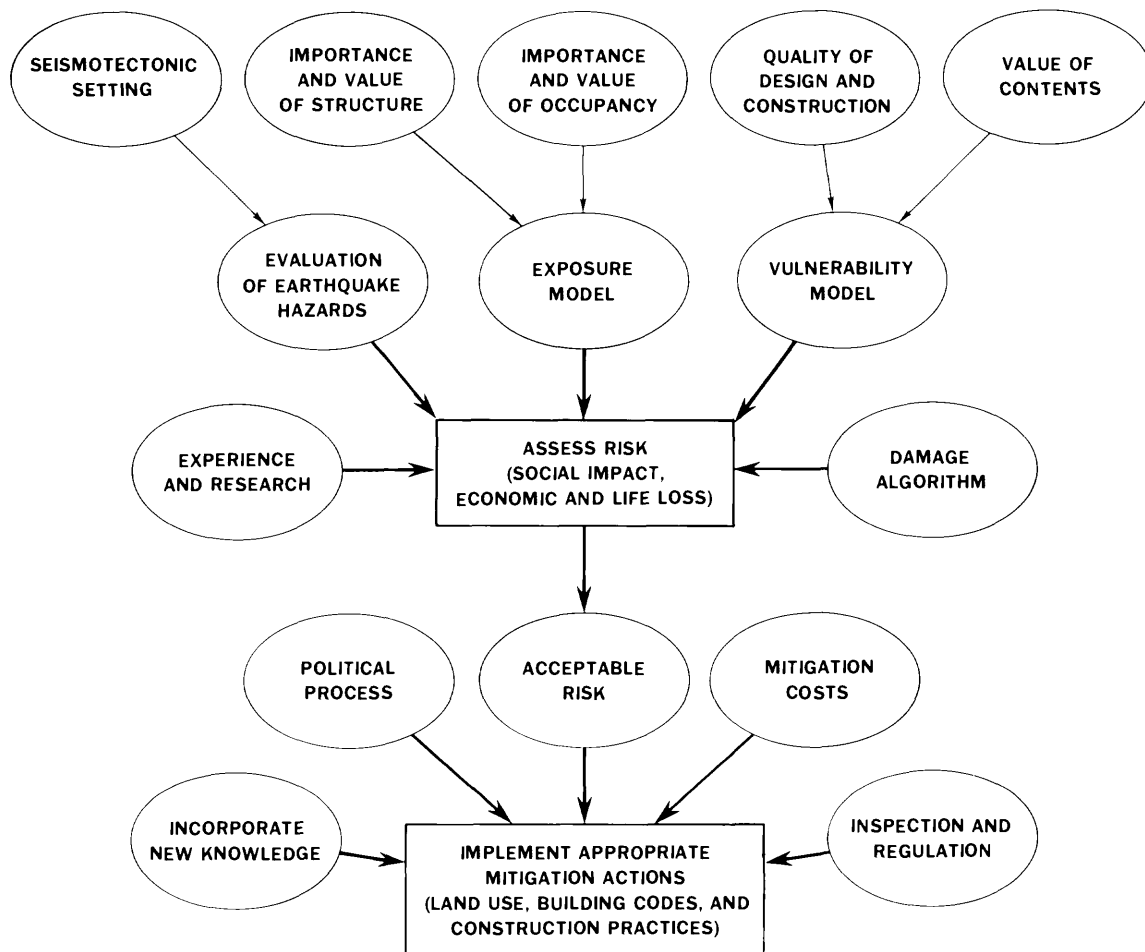 SEISMOTECTONIC
SETTING
IMPORTANCE
AND VALUE
OF STRUCTURE
IMPORTANCE
AND VALUE
OF OCCUPANCY
QUALITY OF
DESIGN AND
CONSTRUCTION
VALUE OF
CONTENTS
EVALUATION
OF EARTHQUAKE
HAZARDS
EXPOSURE
MODEL
VULNERABILITY
MODEL
EXPERIENCE
AND RESEARCH
ASSESS RISK
(SOCIAL IMPACT,
ECONOMIC AND LIFE LOSS)
DAMAGE
ALGORITHM
POLITICAL
PROCESS
ACCEPTABLE
RISK
MITIGATION
COSTS
INCORPORATE
NEW KNOWLEDGE
IMPLEMENT APPROPRIATE
MITIGATION ACTIONS
(LAND USE, BUILDING CODES, AND
CONSTRUCTION PRACTICES)
INSPECTION AND
REGULATION